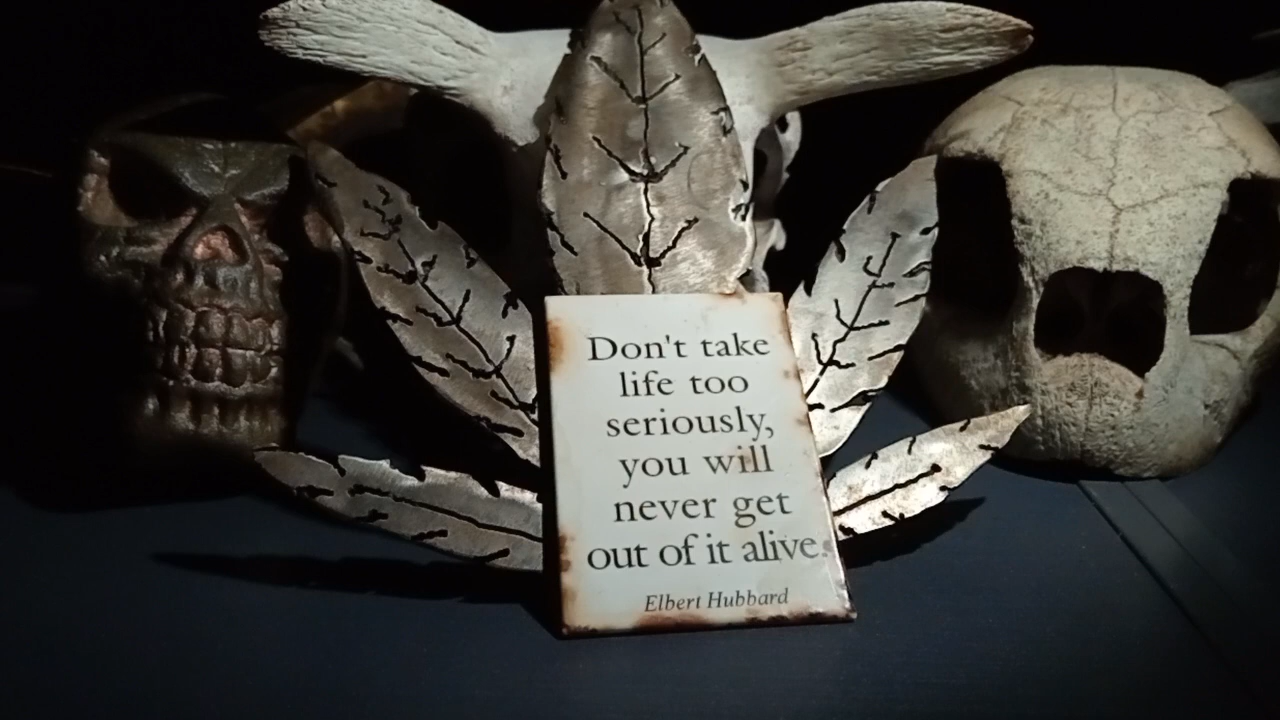 Don't take
life too
seriously,
you will
never get
out of it alive.
Elbert Hubbard